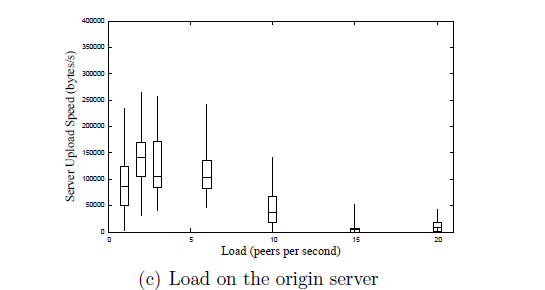 400000
350000
300000
250000
200000
150000
100000
50000
0
Server Upload Speed (bytes/s)
0 5 10 15 20
Load (peers per second)
(c) Load on the origin server